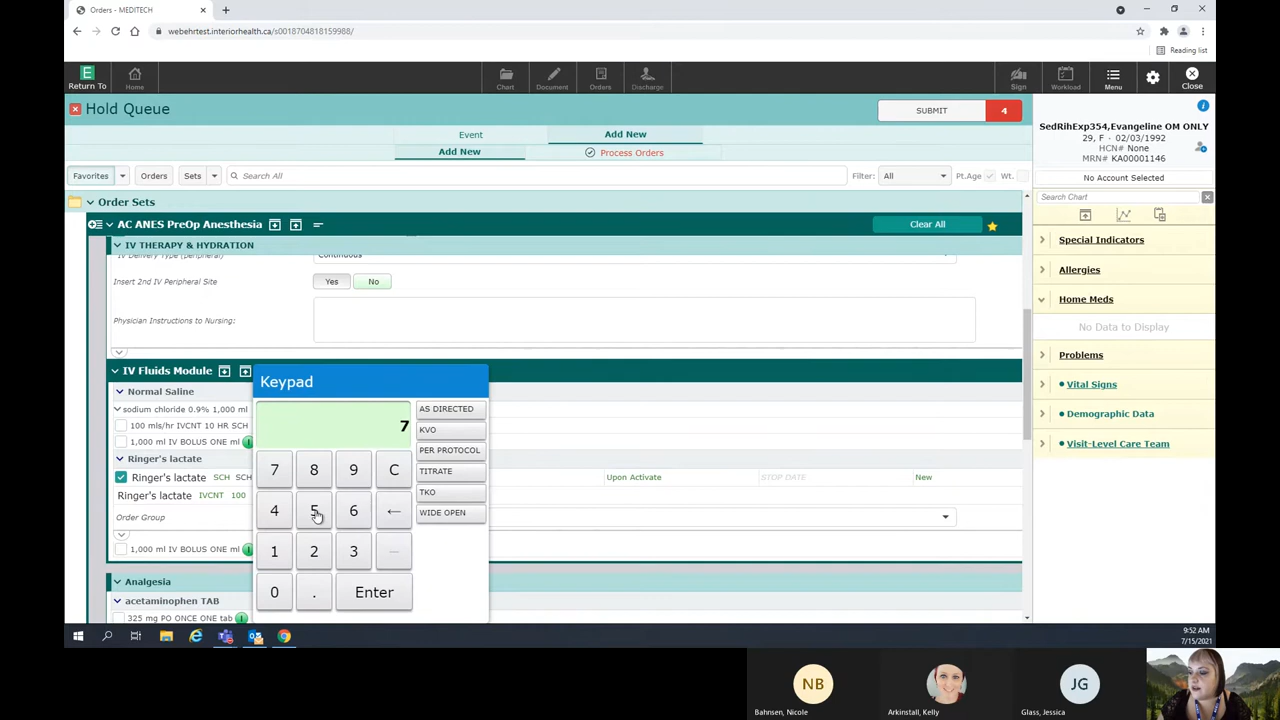 Orders - MEDITECH
webehrtest.interiorhealth.ca/s0018704818159988/
Reading list
E
Return To
Home
Chart
Document
Orders
Discharge
Sign
Workload
Menu
Close
Hold Queue
SUBMIT
4
Event
Add New
Add New
Process Orders
SedRihExp354,Evangeline OM ONLY
29, F - 02/03/1992
HCN# None
MRN# KA00001146
No Account Selected
Favorites
Orders
Sets
Search All
Filter:
All
Pt.Age
Wt.
Search Chart
Order Sets
AC ANES PreOp Anesthesia
Clear All
IV THERAPY & HYDRATION
IV Delivery Type (peripheral)
Continuous
Insert 2nd IV Peripheral Site
Yes
No
Physician Instructions to Nursing:
Special Indicators
Allergies
Home Meds
No Data to Display
Problems
Vital Signs
Demographic Data
Visit-Level Care Team
IV Fluids Module
Normal Saline
sodium chloride 0.9% 1,000 ml
100 mls/hr IVCNT 10 HR SCH
1,000 ml IV BOLUS ONE ml
Ringer's lactate
Ringer's lactate SCH SCH
Upon Activate
STOP DATE
New
Ringer's lactate IVCNT 100
Order Group
1,000 ml IV BOLUS ONE ml
Analgesia
acetaminophen TAB
325 mg PO ONCE ONE tab
Keypad
7
AS DIRECTED
KVO
PER PROTOCOL
TITRATE
TKO
WIDE OPEN
7 8 9 C
4 5 6 ←
1 2 3 —
0 . Enter
9:52 AM
7/15/2021
NB
Bahnsen, Nicole
Arkinstall, Kelly
JG
Glass, Jessica